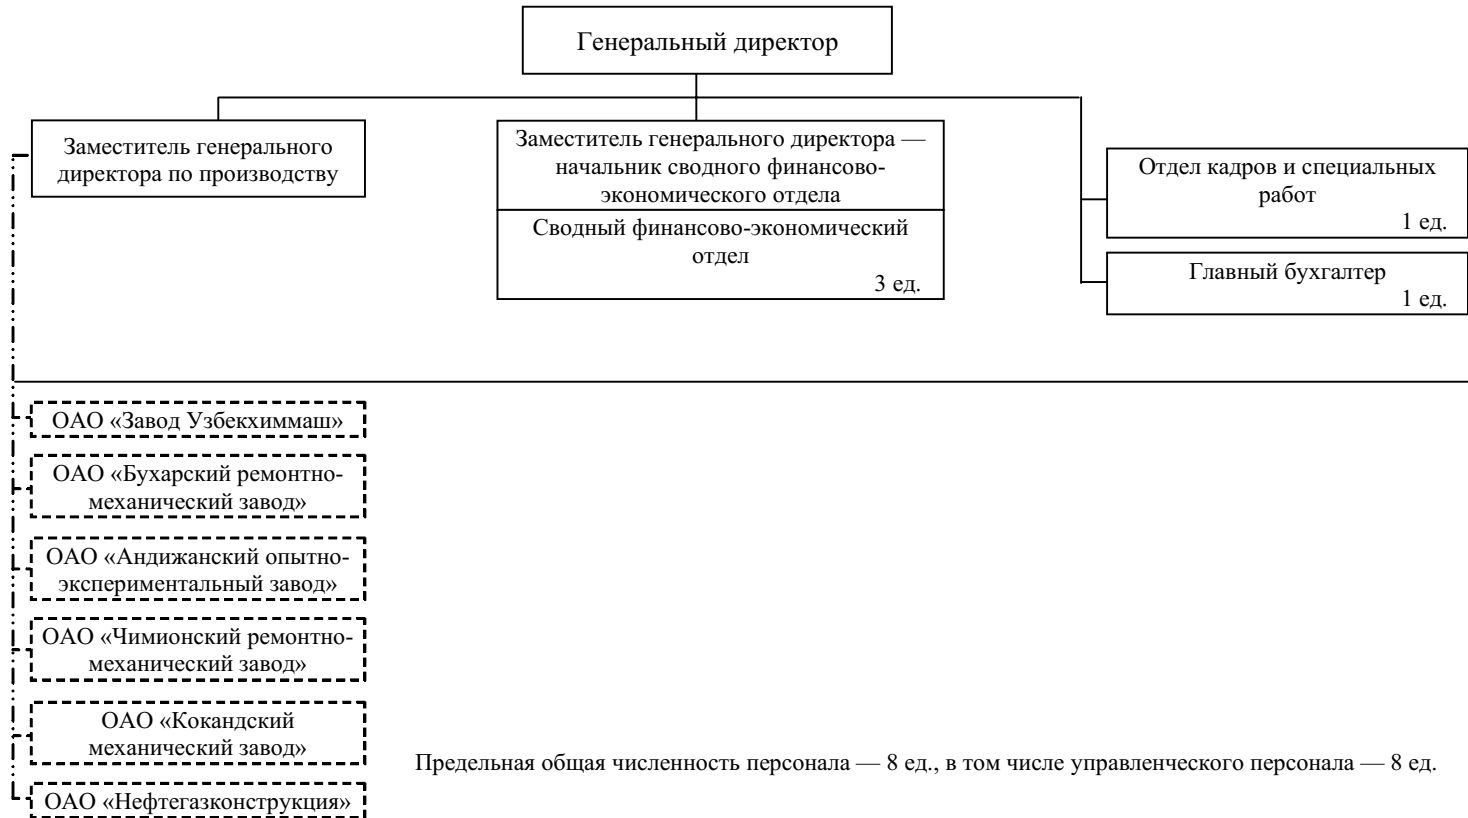 Генеральный директор
Заместитель генерального
директора по производству
Заместитель генерального директора —
начальник сводного финансово-
экономического отдела
Сводный финансово-экономический
отдел
3 ед.
Отдел кадров и специальных
работ
1 ед.
Главный бухгалтер
1 ед.
ОАО «Завод Узбекхиммаш»
ОАО «Бухарский ремонтно-
механический завод»
ОАО «Андижанский опытно-
экспериментальный завод»
ОАО «Чимионский ремонтно-
механический завод»
ОАО «Кокандский
механический завод»
ОАО «Нефтегазконструкция»
Предельная общая численность персонала — 8 ед., в том числе управленческого персонала — 8 ед.